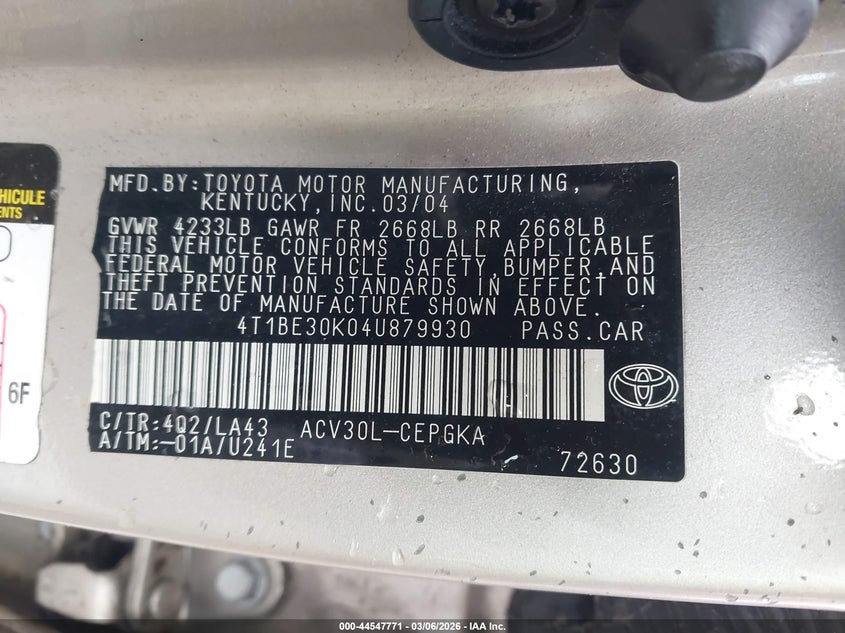 HICULE
ENTS
6F
MFD.BY:TOYOTA MOTOR MANUFACTURING,
KENTUCKY,INC.03/04
GVWR 4233LB GAWR FR 2668LB RR 2668LB
THIS VEHICLE CONFORMS TO ALL APPLICABLE
FEDERAL MOTOR VEHICLE SAFETY,BUMPER,AND
THEFT PREVENTION STANDARDS IN EFFECT ON
THE DATE OF MANUFACTURE SHOWN ABOVE.
4T1BE30K04U879930 PASS.CAR
C/TR:4Q2/LA43 ACV30L-CEPGKA
A/TM:-01A/U241E
72630
000-44547771 - 03/06/2026 - IAA Inc.